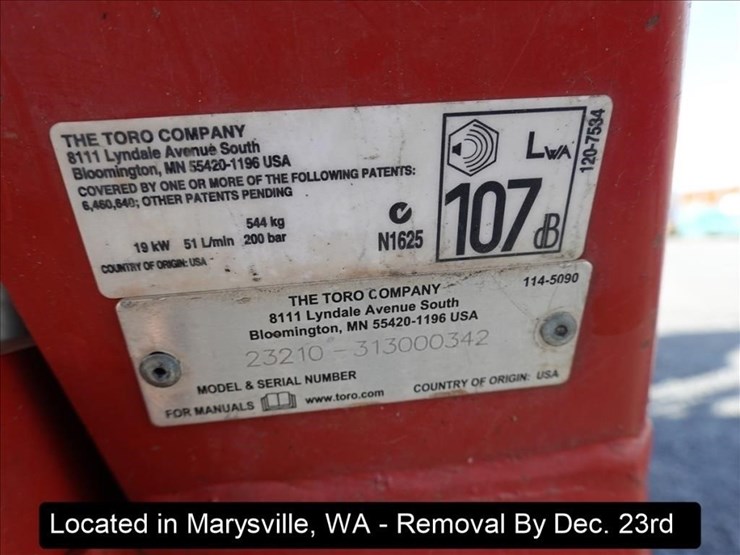 THE TORO COMPANY
8111 Lyndale Avenue South
Bloomington, MN 55420-1196 USA
COVERED BY ONE OR MORE OF THE FOLLOWING PATENTS:
6,460,640; OTHER PATENTS PENDING
544 kg
19 kW 51 L/min 200 bar
COUNTRY OF ORIGIN: USA
N1625
LWA
107 dB
120-7534
114-5090
THE TORO COMPANY
8111 Lyndale Avenue South
Bloomington, MN 55420-1196 USA
23210 - 313000342
MODEL & SERIAL NUMBER
FOR MANUALS www.toro.com
COUNTRY OF ORIGIN: USA
Located in Marysville, WA - Removal By Dec. 23rd